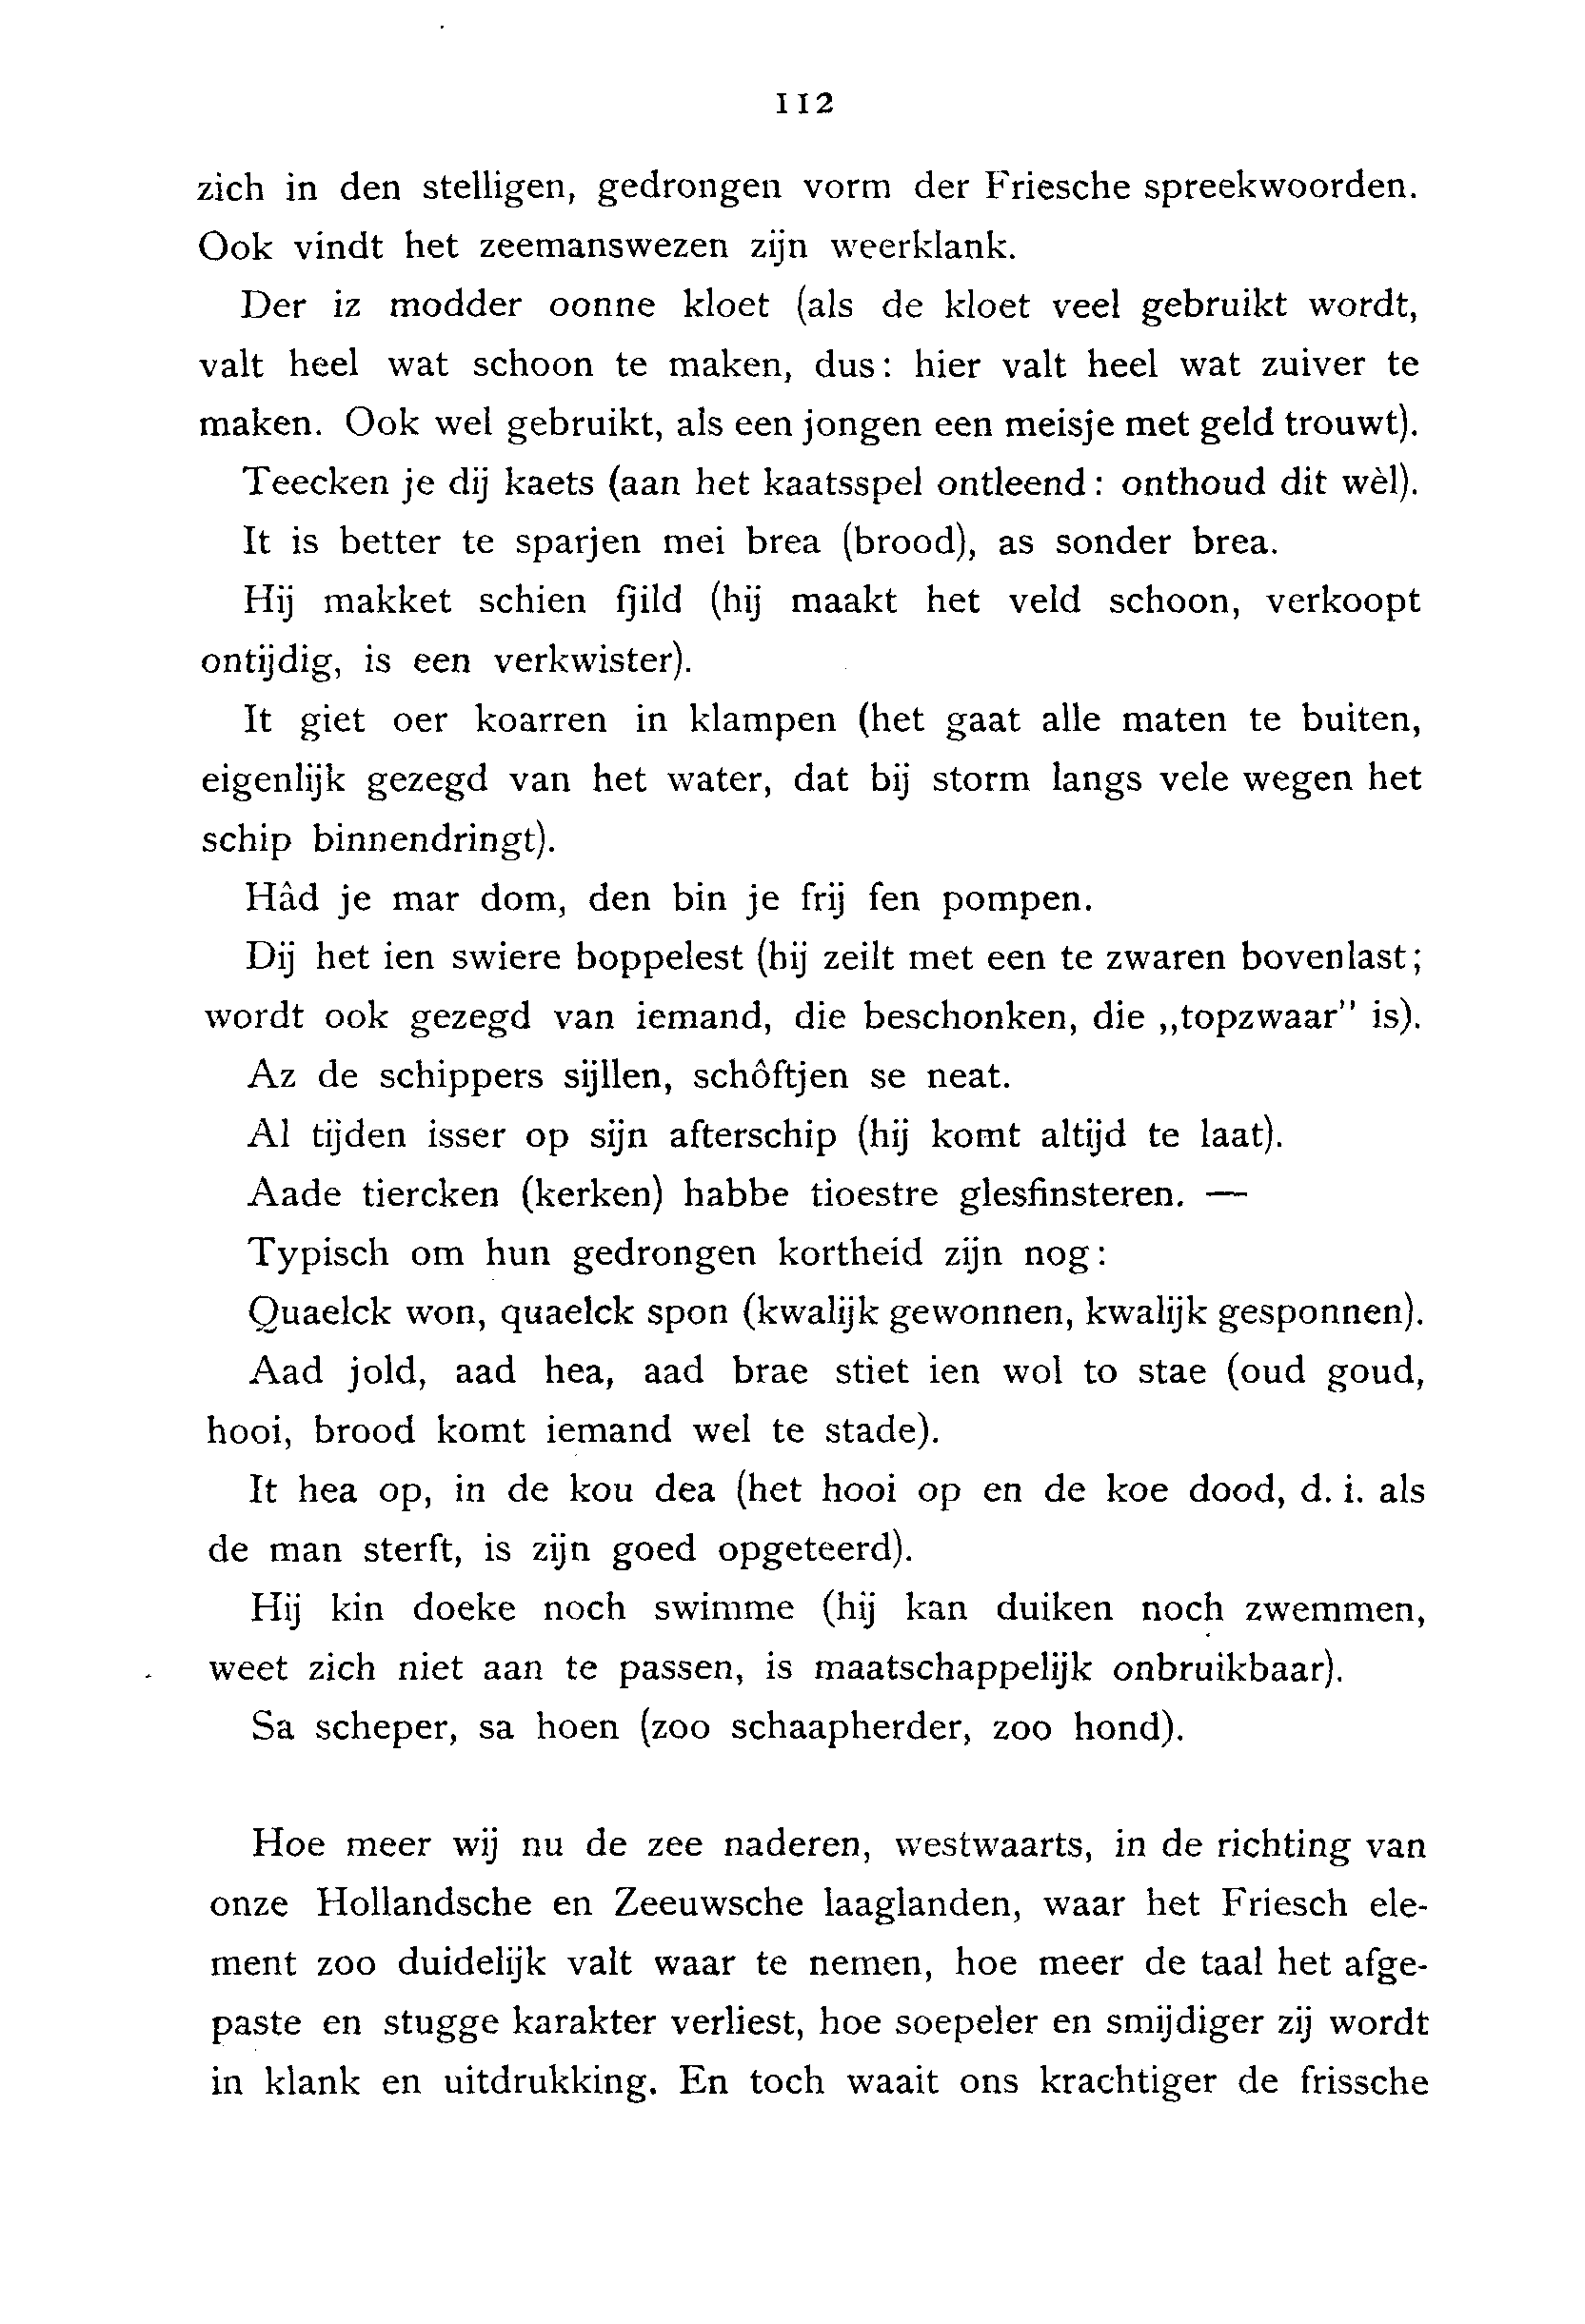 112
zich in den stelligen, gedrongen vorm der Friesche spreekwoorden.
Ook vindt het zeemanswezen zijn weerklank.
Der iz modder oonne kloet (als de kloet veel gebruikt wordt,
valt heel wat schoon te maken, dus: hier valt heel wat zuiver te
maken. Ook wel gebruikt, als een jongen een meisje met geld trouwt).
Teecken je dij kaets (aan het kaatsspel ontleend: onthoud dit wèl).
It is better te sparjen mei brea (brood), as sonder brea.
Hij makket schien fjild (hij maakt het veld schoon, verkoopt
ontijdig, is een verkwister).
It giet oer koarren in klampen (het gaat alle maten te buiten,
eigenlijk gezegd van het water, dat bij storm langs vele wegen het
schip binnendringt).
Hâd je mar dom, den bin je frij fen pompen.
Dij het ien swiere boppelest (hij zeilt met een te zwaren bovenlast;
wordt ook gezegd van iemand, die beschonken, die „topzwaar” is).
Az de schippers sijllen, schôftjen se neat.
Al tijden isser op sijn afterschip (hij komt altijd te laat).
Aade tiercken (kerken) habbe tioestre glesfinsteren. —
Typisch om hun gedrongen kortheid zijn nog:
Quaelck won, quaelck spon (kwalijk gewonnen, kwalijk gesponnen).
Aad jold, aad hea, aad brae stiet ien wol to stae (oud goud,
hooi, brood komt iemand wel te stade).
It hea op, in de kou dea (het hooi op en de koe dood, d. i. als
de man sterft, is zijn goed opgeteerd).
Hij kin doeke noch swimme (hij kan duiken noch zwemmen,
weet zich niet aan te passen, is maatschappelijk onbruikbaar).
Sa scheper, sa hoen (zoo schaapherder, zoo hond).
Hoe meer wij nu de zee naderen, westwaarts, in de richting van
onze Hollandsche en Zeeuwsche laaglanden, waar het Friesch ele-
ment zoo duidelijk valt waar te nemen, hoe meer de taal het afge-
paste en stugge karakter verliest, hoe soepeler en smijdiger zij wordt
in klank en uitdrukking. En toch waait ons krachtiger de frissche